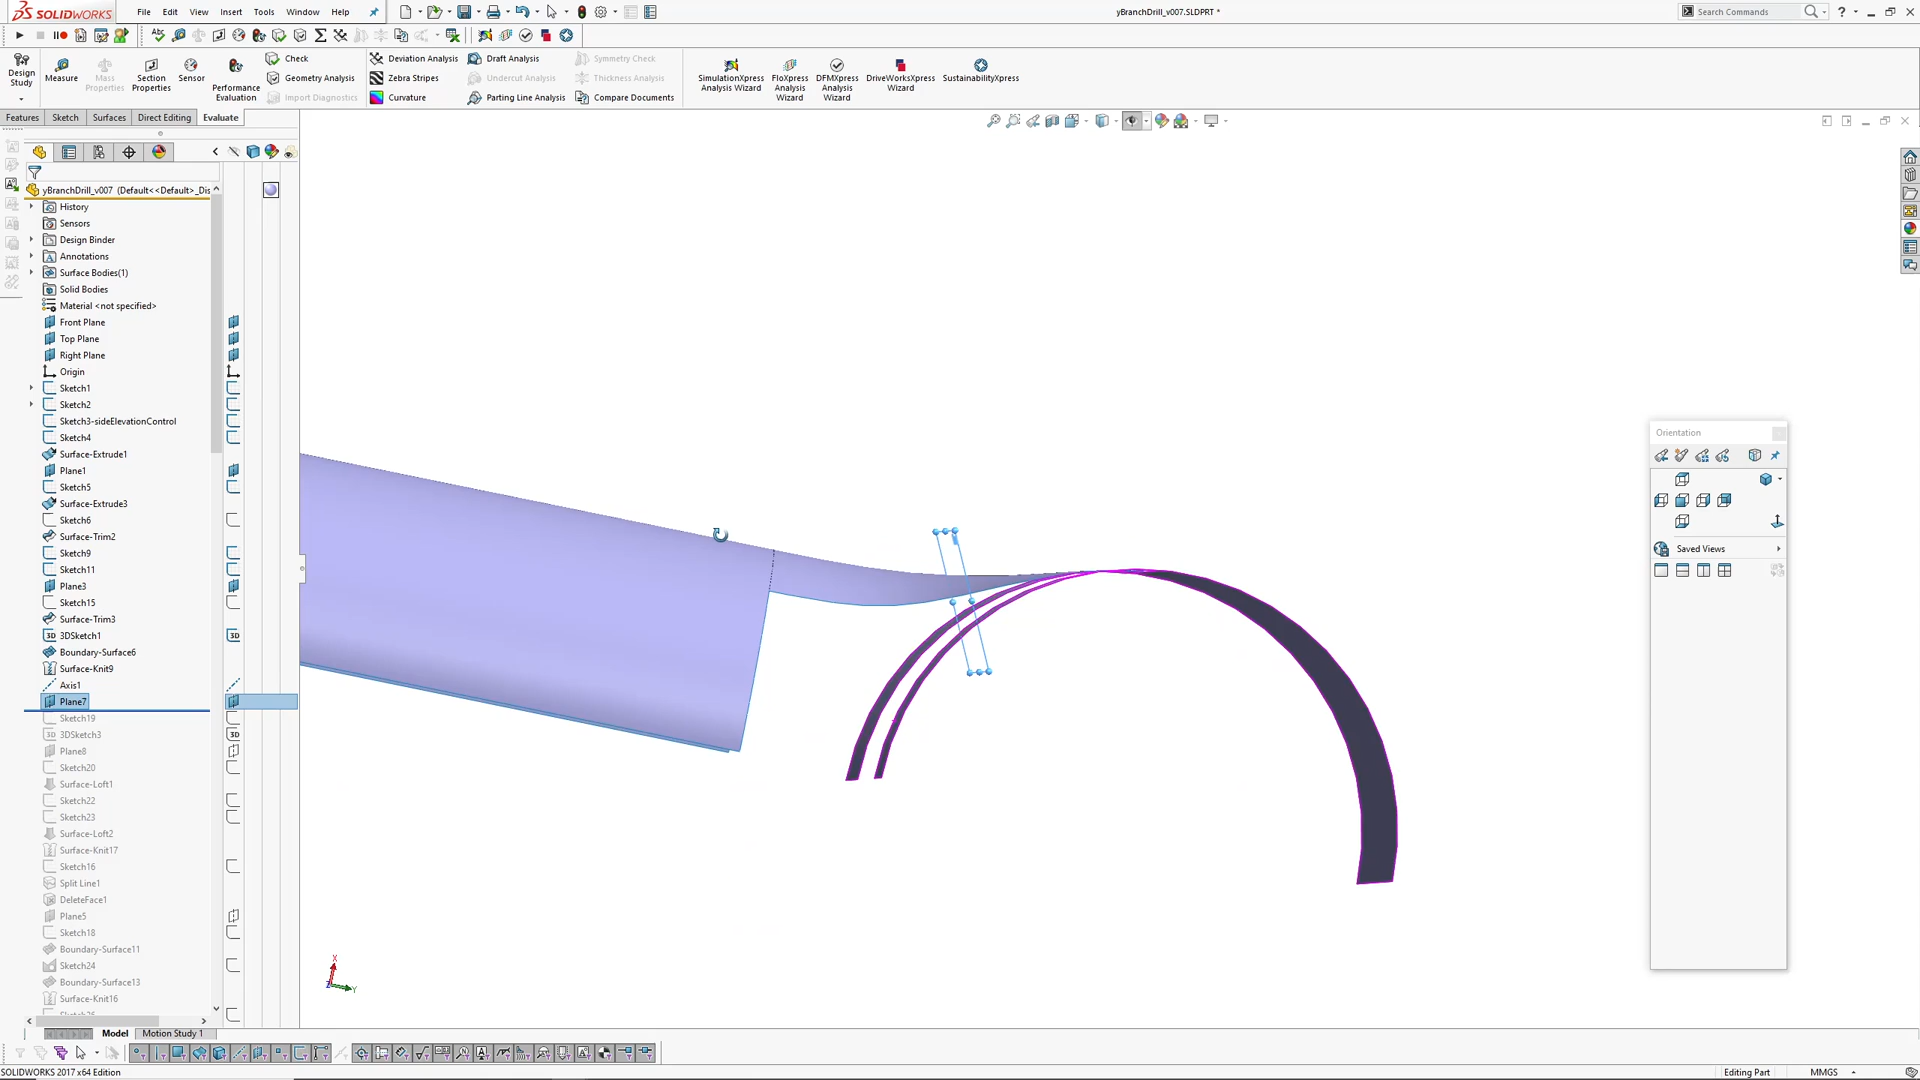 SOLIDWORKS
File
Edit
View
Insert
Tools
Window
Help
yBranchDrill_v007.SLDPRT *
Search Commands
Design Study
Measure
Mass Properties
Section Properties
Sensor
Performance Evaluation
Check
Geometry Analysis
Import Diagnostics
Deviation Analysis
Zebra Stripes
Curvature
Draft Analysis
Undercut Analysis
Parting Line Analysis
Symmetry Check
Thickness Analysis
Compare Documents
SimulationXpress Analysis Wizard
FloXpress Analysis Wizard
DFMXpress Analysis Wizard
DriveWorksXpress Wizard
SustainabilityXpress
Features
Sketch
Surfaces
Direct Editing
Evaluate
yBranchDrill_v007 (Default<<Default>_Dis
History
Sensors
Design Binder
Annotations
Surface Bodies(1)
Solid Bodies
Material <not specified>
Front Plane
Top Plane
Right Plane
Origin
Sketch1
Sketch2
Sketch3-sideElevationControl
Sketch4
Surface-Extrude1
Plane1
Sketch5
Surface-Extrude3
Sketch6
Surface-Trim2
Sketch9
Sketch11
Plane3
Sketch15
Surface-Trim3
3DSketch1
Boundary-Surface6
Surface-Knit9
Axis1
Plane7
Sketch19
3DSketch3
Plane8
Sketch20
Surface-Loft1
Sketch22
Sketch23
Surface-Loft2
Surface-Knit17
Sketch16
Split Line1
DeleteFace1
Plane5
Sketch18
Boundary-Surface11
Sketch24
Boundary-Surface13
Surface-Knit16
Orientation
Saved Views
X
Y
Z
Model
Motion Study 1
SOLIDWORKS 2017 x64 Edition
Editing Part
MMGS